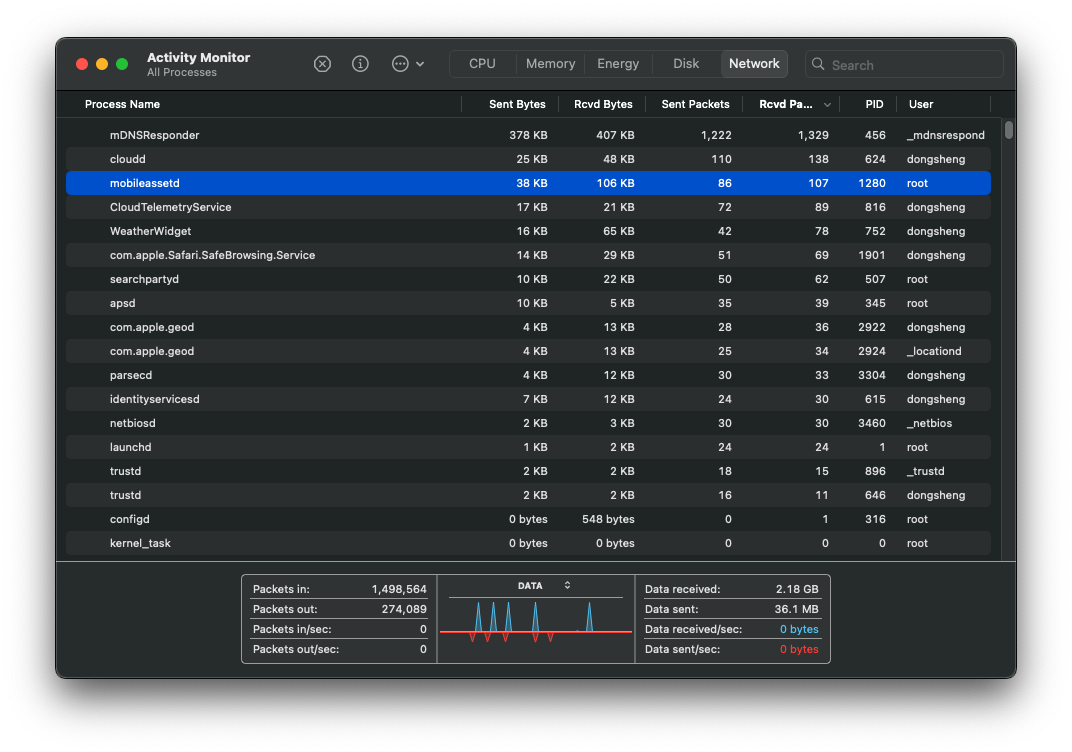 Activity Monitor
All Processes
CPU Memory Energy Disk Network
Search
Process Name Sent Bytes Rcvd Bytes Sent Packets Rcvd Pa... PID User
mDNSResponder 378 KB 407 KB 1,222 1,329 456 _mdnsrespond
cloudd 25 KB 48 KB 110 138 624 dongsheng
mobileassetd 38 KB 106 KB 86 107 1280 root
CloudTelemetryService 17 KB 21 KB 72 89 816 dongsheng
WeatherWidget 16 KB 65 KB 42 78 752 dongsheng
com.apple.Safari.SafeBrowsing.Service 14 KB 29 KB 51 69 1901 dongsheng
searchpartyd 10 KB 22 KB 50 62 507 root
apsd 10 KB 5 KB 35 39 345 root
com.apple.geod 4 KB 13 KB 28 36 2922 dongsheng
com.apple.geod 4 KB 13 KB 25 34 2924 _locationd
parsecd 4 KB 12 KB 30 33 3304 dongsheng
identityservicesd 7 KB 12 KB 24 30 615 dongsheng
netbiosd 2 KB 3 KB 30 30 3460 _netbios
launchd 1 KB 2 KB 24 24 1 root
trustd 2 KB 2 KB 18 15 896 _trustd
trustd 2 KB 2 KB 16 11 646 dongsheng
configd 0 bytes 548 bytes 0 1 316 root
kernel_task 0 bytes 0 bytes 0 0 0 root
Packets in: 1,498,564
Packets out: 274,089
Packets in/sec: 0
Packets out/sec: 0
DATA
Data received: 2.18 GB
Data sent: 36.1 MB
Data received/sec: 0 bytes
Data sent/sec: 0 bytes